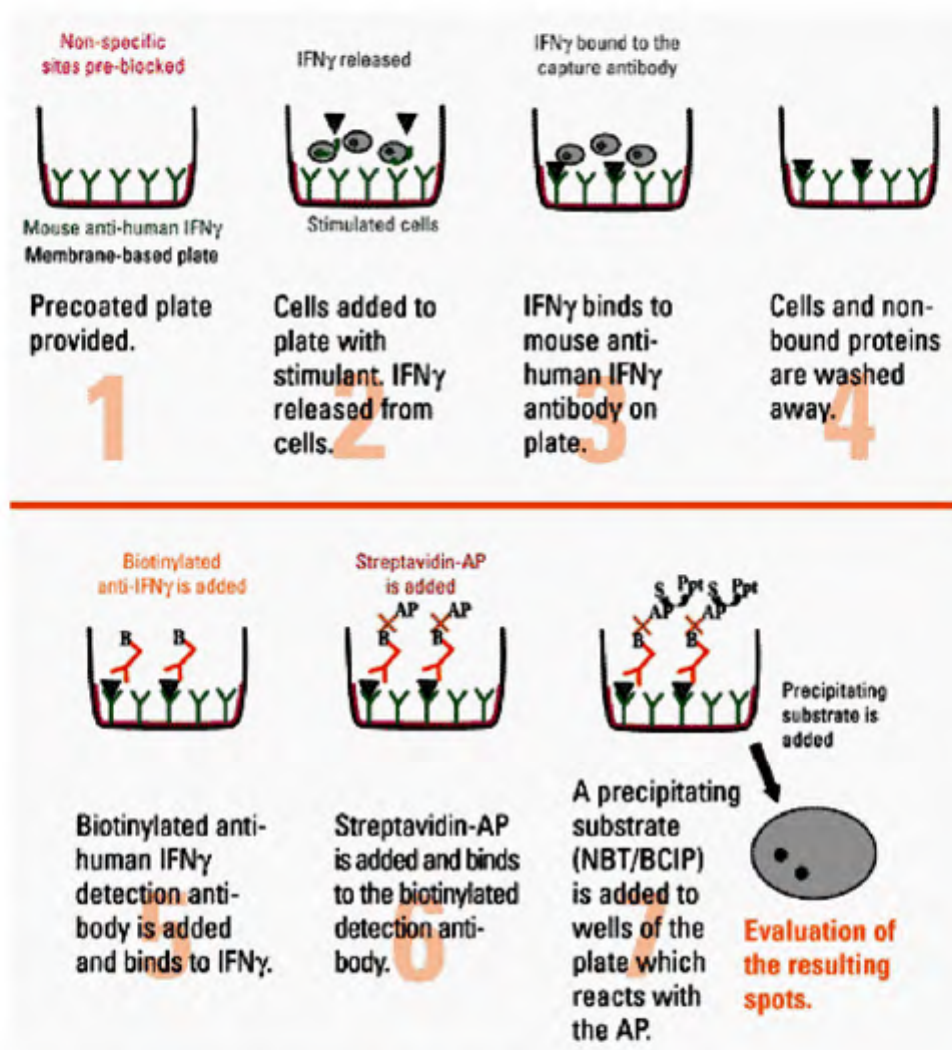 Non-specific
sites pre-blocked
Mouse anti-human IFNγ
Membrane-based plate
Precoated plate
provided.
1
IFNγ released
Stimulated cells
Cells added to
plate with
stimulant. IFNγ
released from
cells.
2
IFNγ bound to the
capture antibody
IFNγ binds to
mouse anti-
human IFNγ
antibody on
plate.
3
Cells and non-
bound proteins
are washed
away.
4
Biotinylated
anti-IFNγ is added
B B
Biotinylated anti-
human IFNγ
detection anti-
body is added
and binds to IFNγ.
5
Streptavidin-AP
is added
AP AP
B B
Streptavidin-AP
is added and binds
to the biotinylated
detection anti-
body.
6
S Ppt S Ppt
AP AP
B B
Precipitating
substrate is
added
A precipitating
substrate
(NBT/BCIP)
is added to
wells of the
plate which
reacts with
the AP.
7
Evaluation of
the resulting
spots.